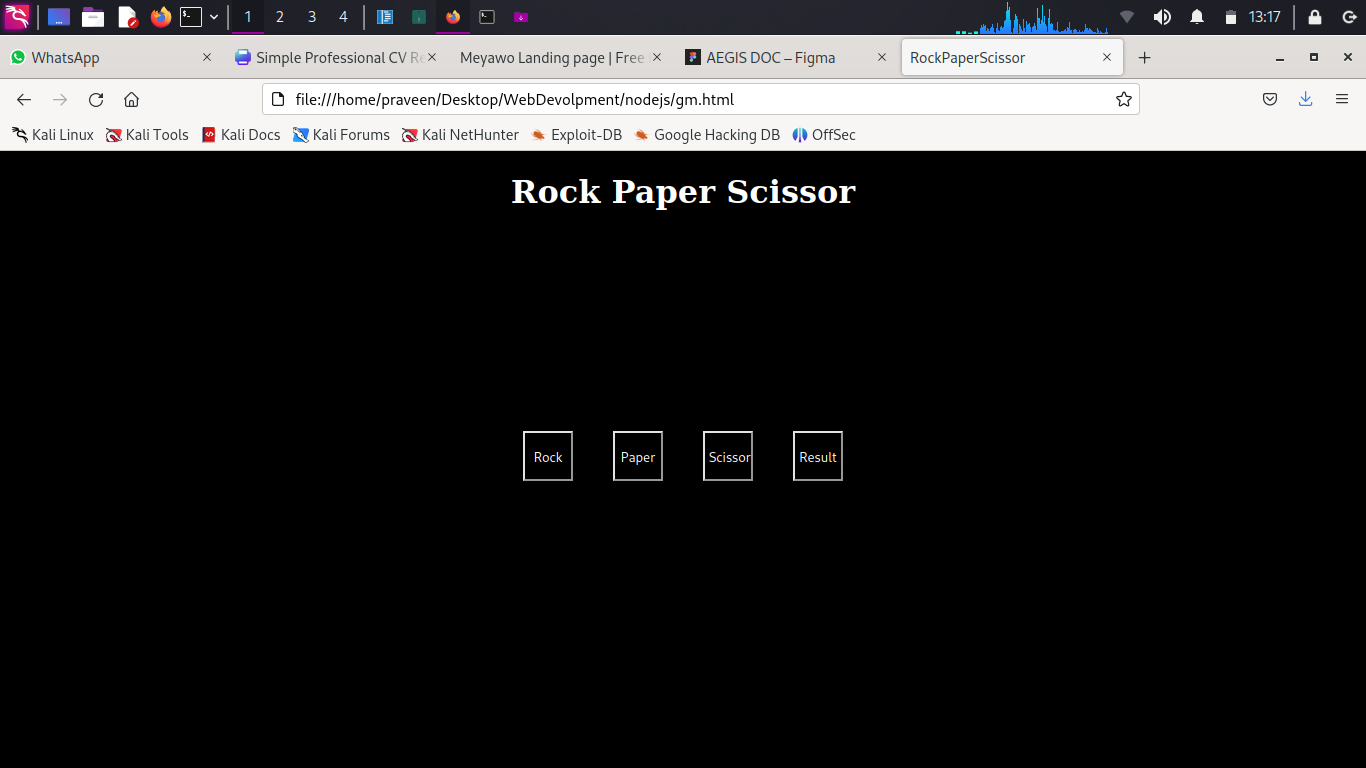 1 2 3 4 13:17
WhatsApp Simple Professional CV Re Meyawo Landing page | Free AEGIS DOC – Figma RockPaperScissor
file:///home/praveen/Desktop/WebDevolpment/nodejs/gm.html
Kali Linux Kali Tools Kali Docs Kali Forums Kali NetHunter Exploit-DB Google Hacking DB OffSec
Rock Paper Scissor
Rock Paper Scissor Result